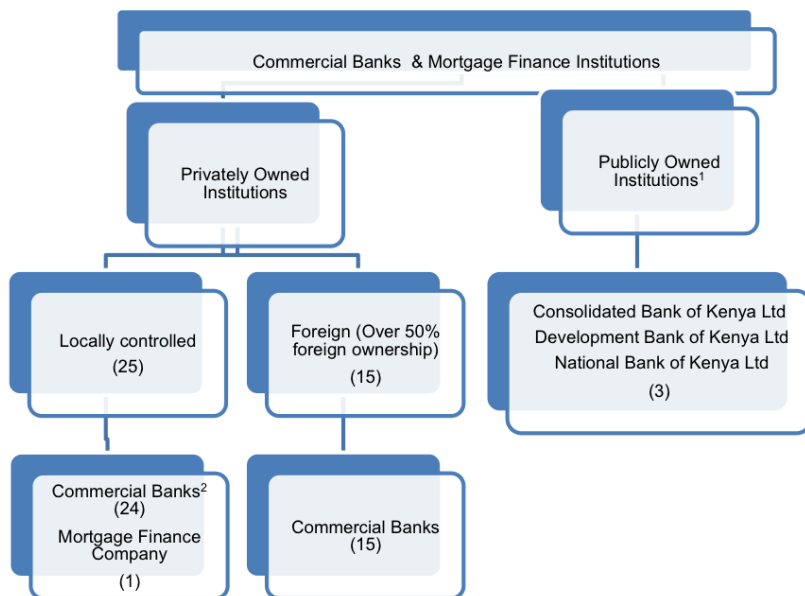 Commercial Banks & Mortgage Finance Institutions
Privately Owned
Institutions
Publicly Owned
Institutions¹
Locally controlled
(25)
Foreign (Over 50%
foreign ownership)
(15)
Consolidated Bank of Kenya Ltd
Development Bank of Kenya Ltd
National Bank of Kenya Ltd
(3)
Commercial Banks²
(24)
Mortgage Finance
Company
(1)
Commercial Banks
(15)